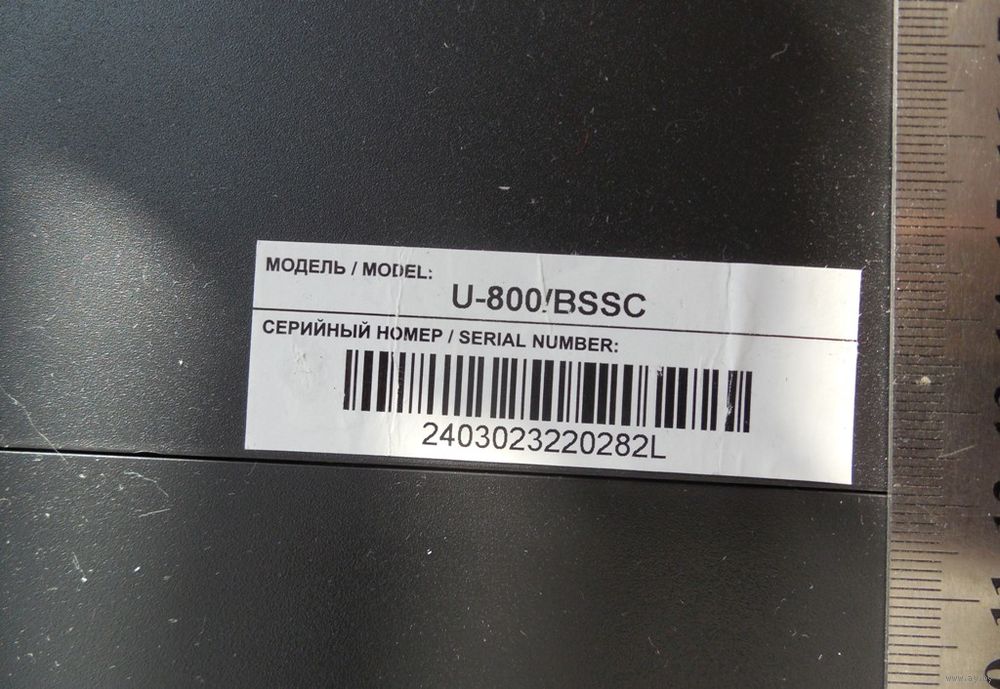 МОДЕЛЬ / MODEL:
U-800/BSSC
СЕРИЙНЫЙ НОМЕР / SERIAL NUMBER:
2403023220282L